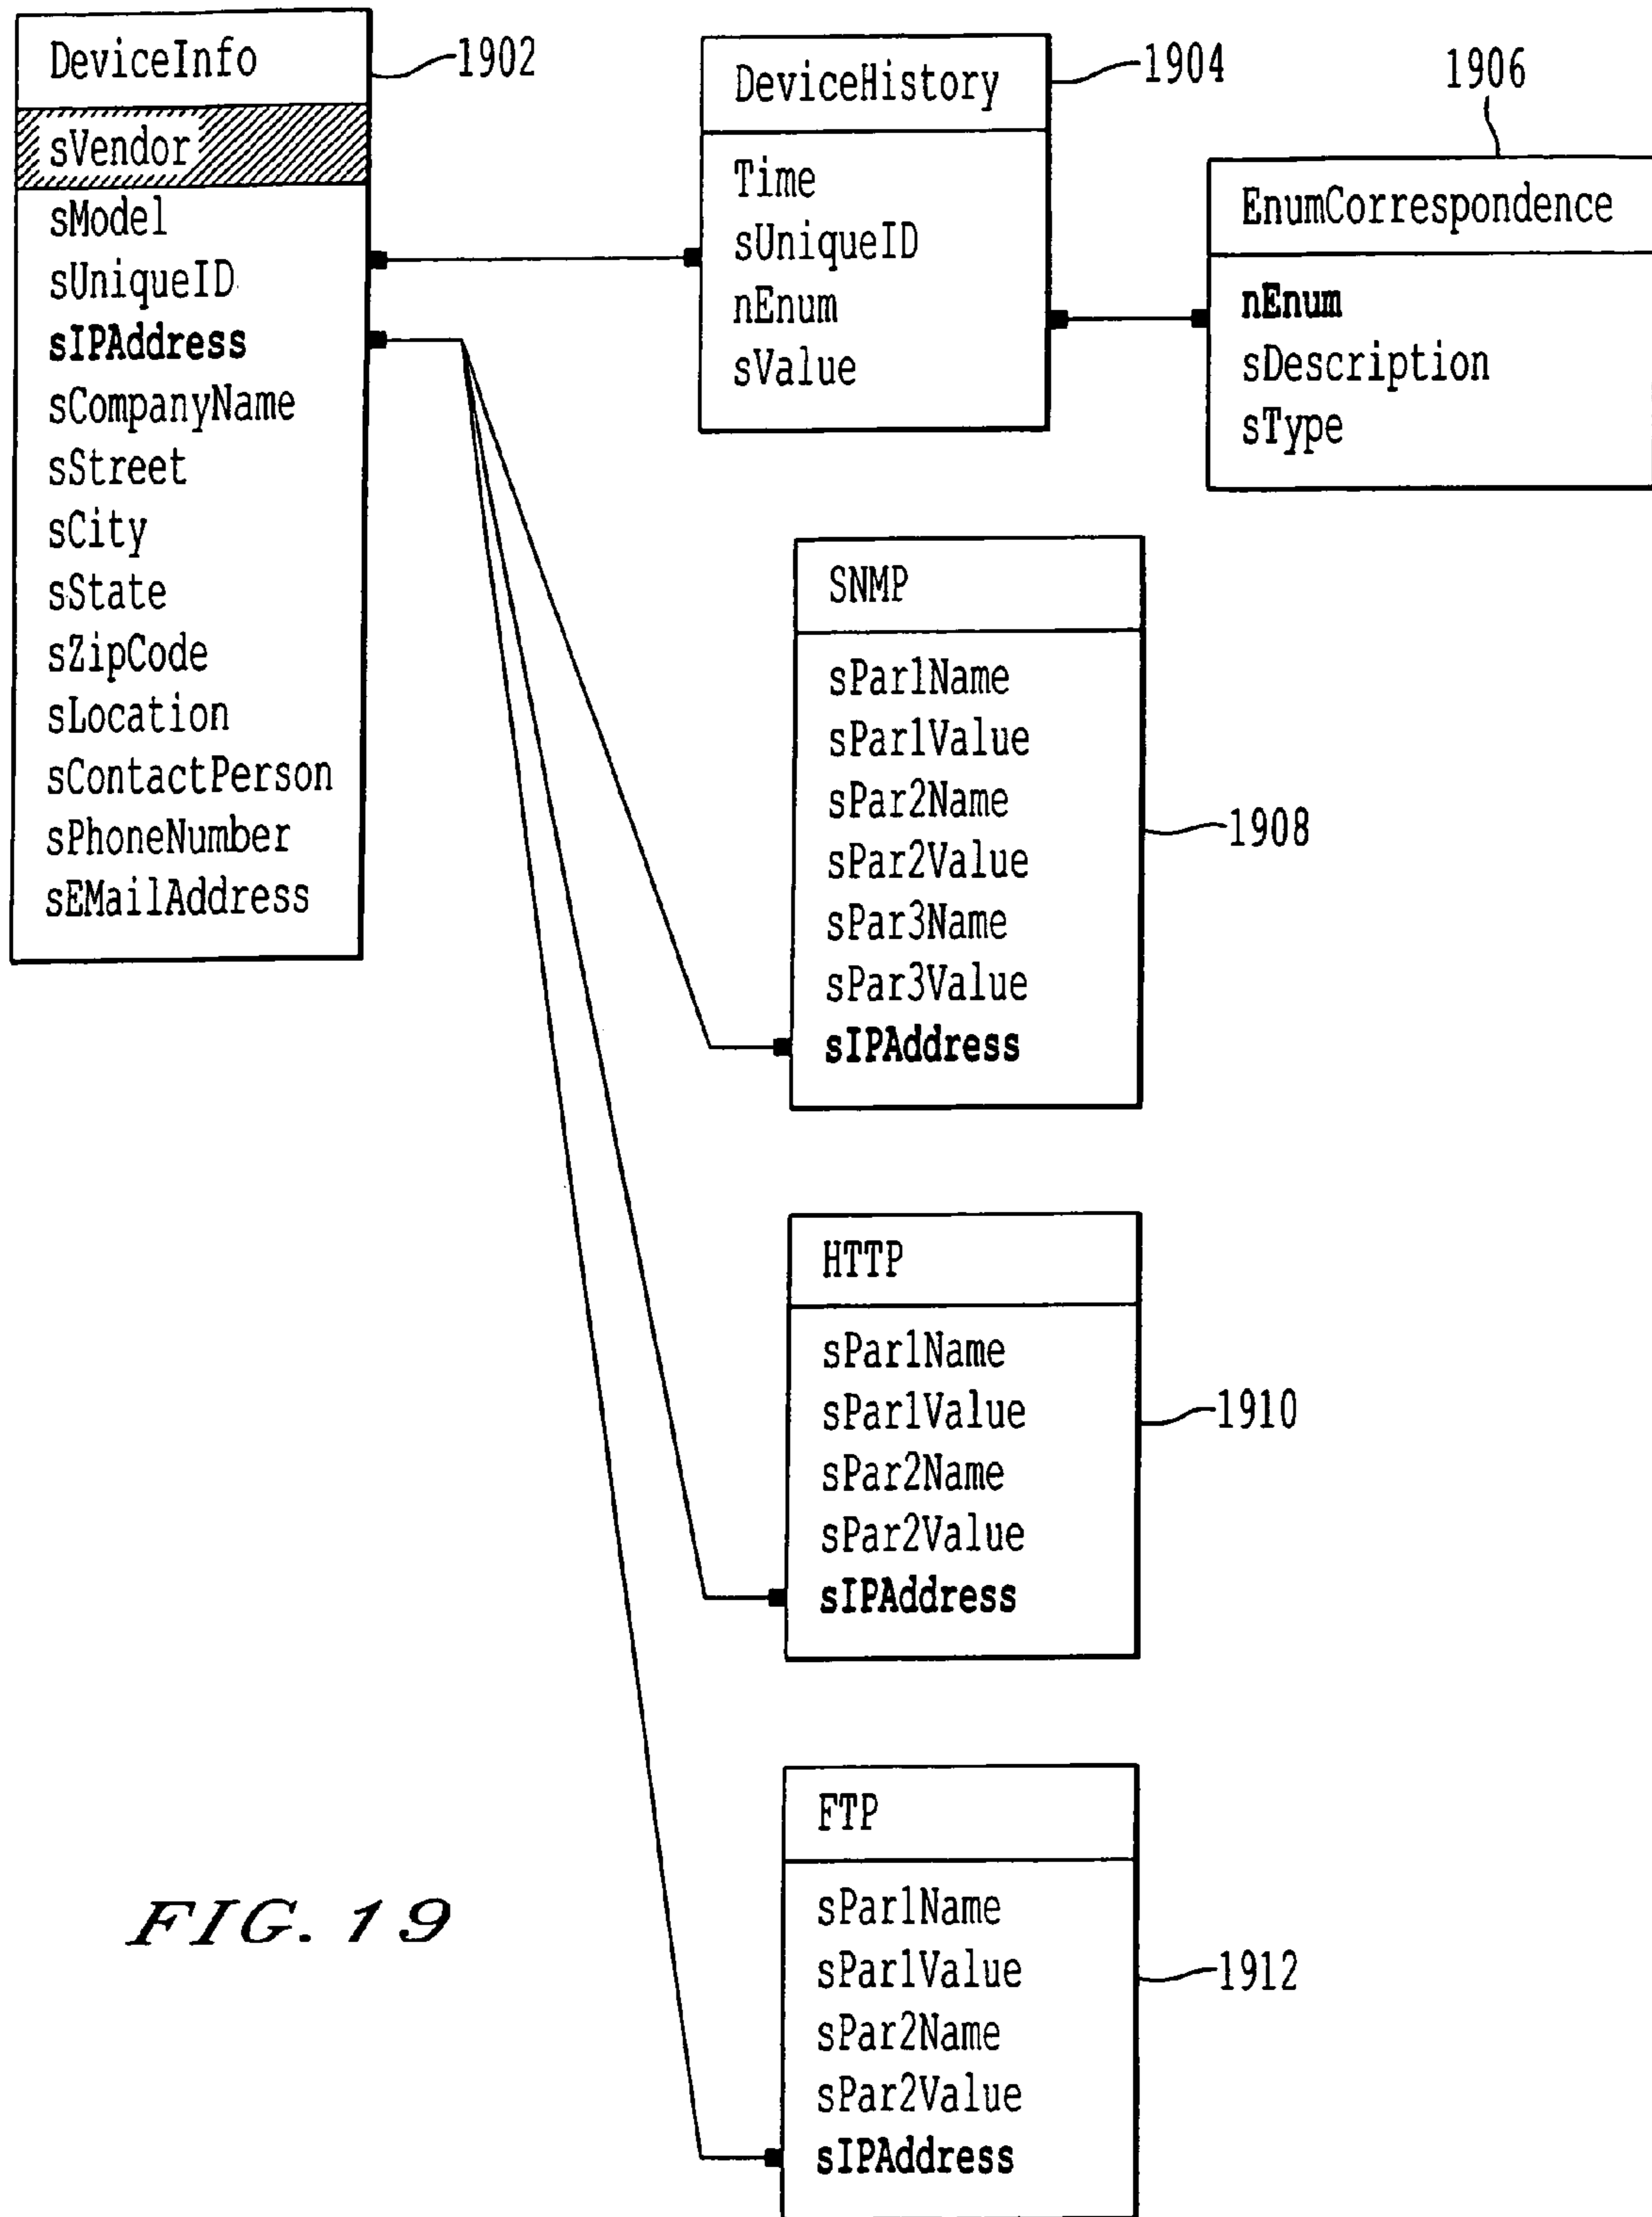 DeviceInfo
1902
sVendor
sModel
sUniqueID
sIPAddress
sCompanyName
sStreet
sCity
sState
sZipCode
sLocation
sContactPerson
sPhoneNumber
sEMailAddress
DeviceHistory
1904
Time
sUniqueID
nEnum
sValue
1906
EnumCorrespondence
nEnum
sDescription
sType
SNMP
sPar1Name
sPar1Value
sPar2Name
sPar2Value
sPar3Name
sPar3Value
sIPAddress
1908
HTTP
sPar1Name
sPar1Value
sPar2Name
sPar2Value
sIPAddress
1910
FTP
sPar1Name
sPar1Value
sPar2Name
sPar2Value
sIPAddress
1912
FIG. 19